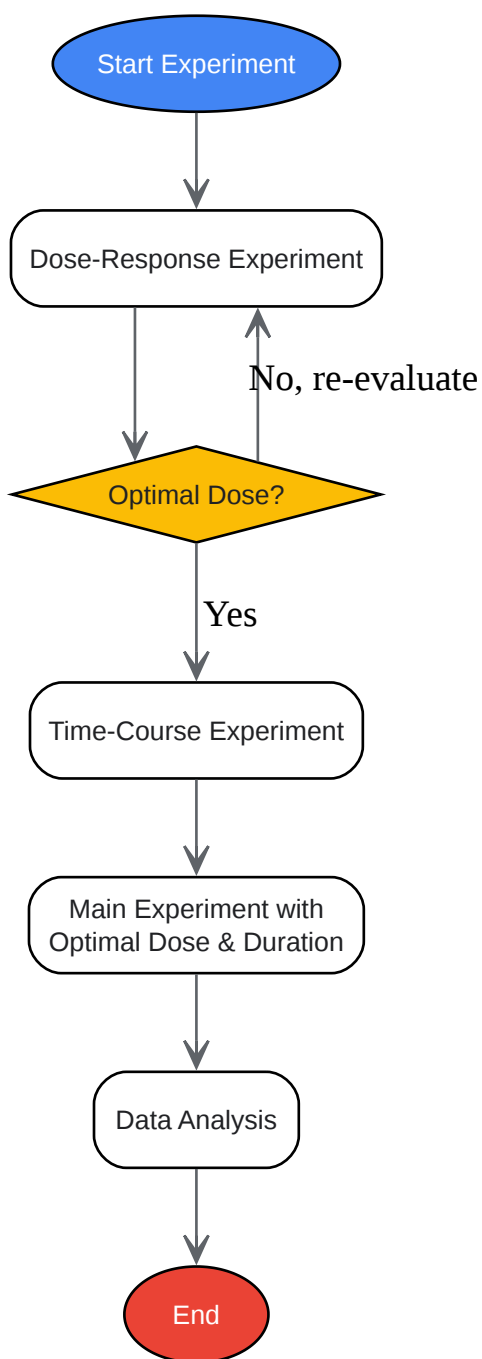 Start Experiment
Dose-Response Experiment
No, re-evaluate
Optimal Dose?
Yes
Time-Course Experiment
Main Experiment with
Optimal Dose & Duration
Data Analysis
End